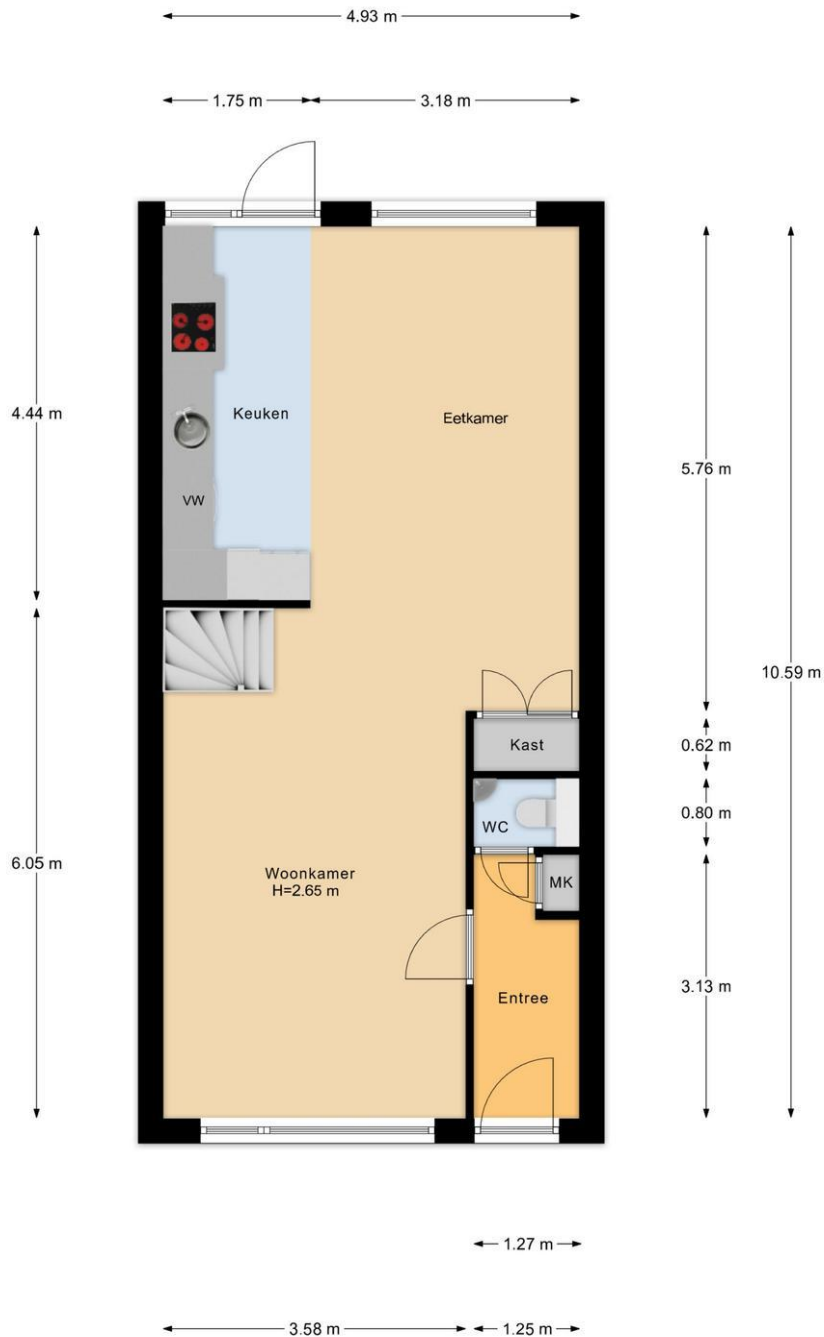 4.93 m
1.75 m
3.18 m
4.44 m
Keuken
Eetkamer
5.76 m
VW
10.59 m
Kast
0.62 m
WC
0.80 m
6.05 m
Woonkamer
H=2.65 m
MK
Entree
3.13 m
1.27 m
3.58 m
1.25 m